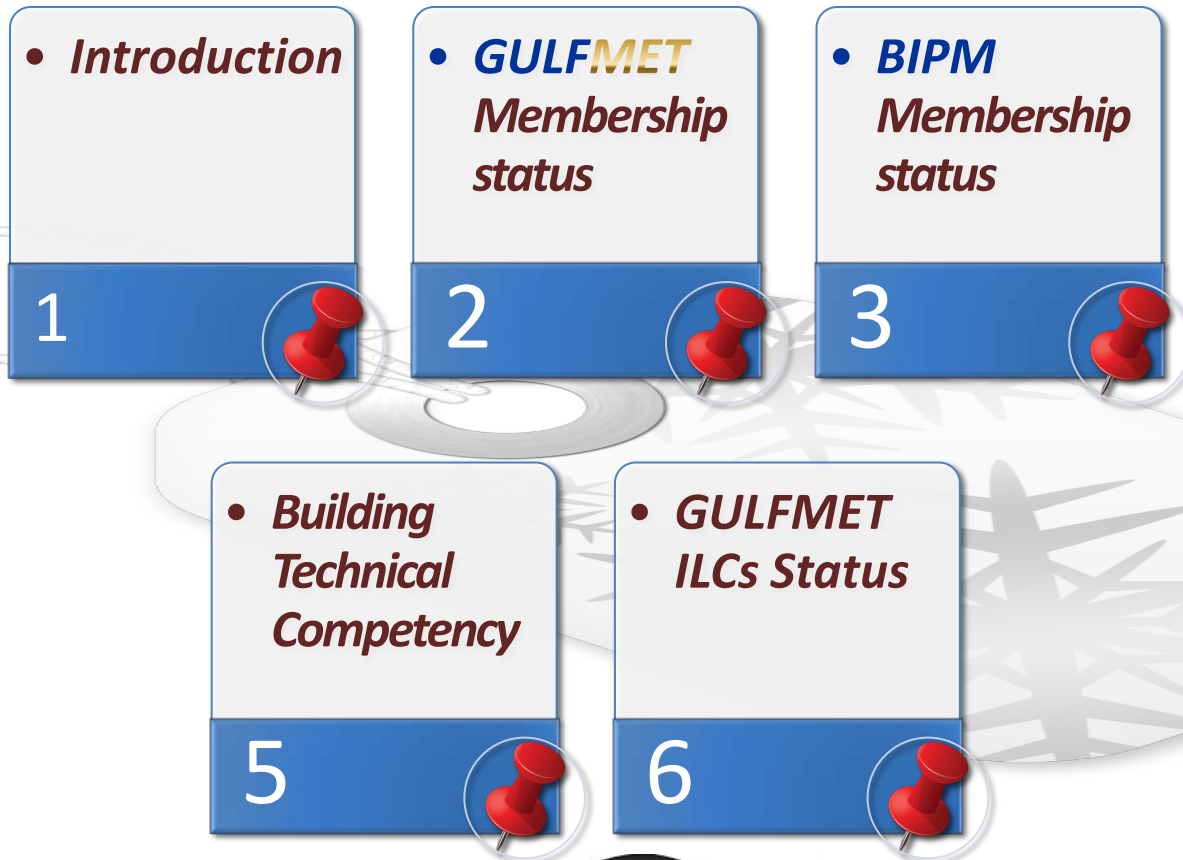 • Introduction
1
• GULFMET
Membership
status
2
• BIPM
Membership
status
3
• Building
Technical
Competency
5
• GULFMET
ILCs Status
6